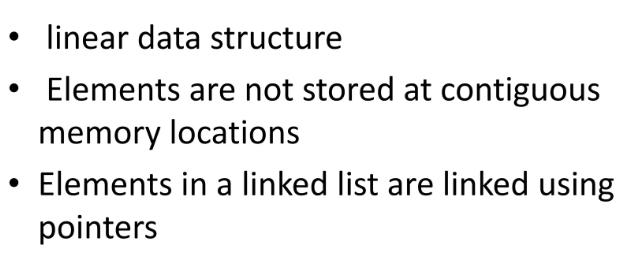 • linear data structure
• Elements are not stored at contiguous
memory locations
• Elements in a linked list are linked using
pointers